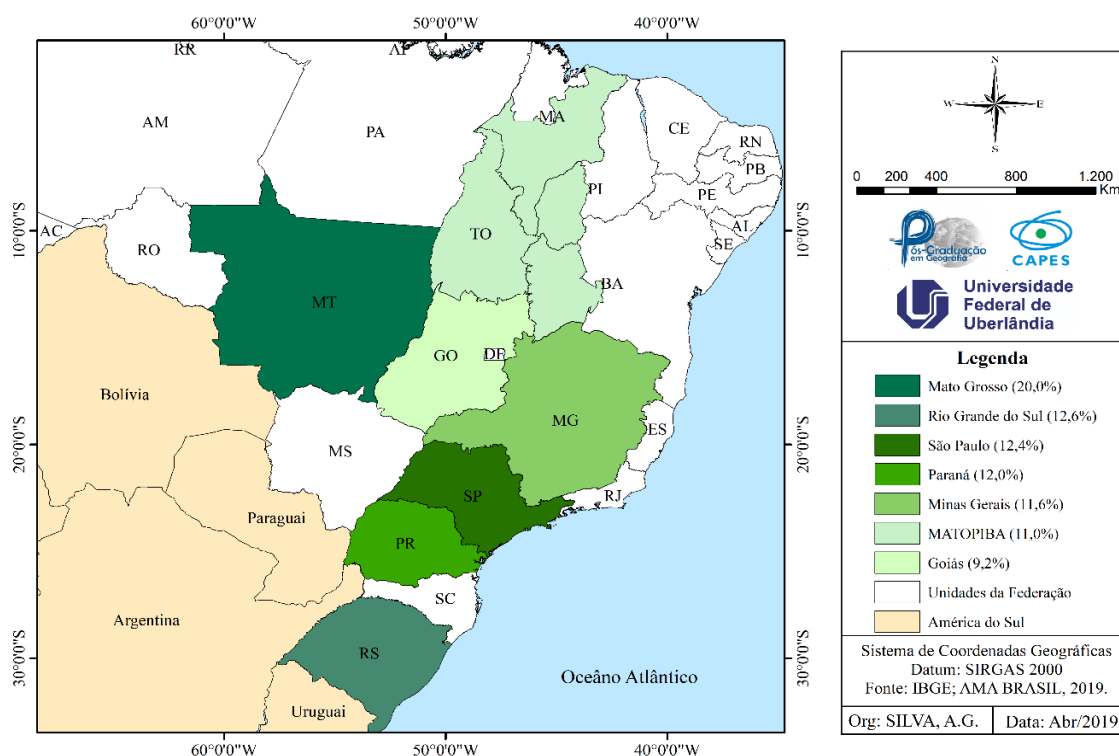 60°0'0"W
50°0'0"W
40°0'0"W
10°0'0"S
20°0'0"S
30°0'0"S
10°0'0"S
20°0'0"S
30°0'0"S
RR
AM
PA
MA
CE
RN
PB
PI
PE
AL
SE
AC
RO
TO
BA
MT
GO
DF
Bolívia
MG
ES
MS
SP
RJ
Paraguai
PR
SC
Argentina
RS
Oceâno Atlântico
Uruguai
60°0'0"W
50°0'0"W
40°0'0"W
N
W
E
S
0 200 400 800 1.200
Km
Pós-Graduação
em Geografia
CAPES
Universidade
Federal de
Uberlândia
Legenda
Mato Grosso (20,0%)
Rio Grande do Sul (12,6%)
São Paulo (12,4%)
Paraná (12,0%)
Minas Gerais (11,6%)
MATOPIBA (11,0%)
Goiás (9,2%)
Unidades da Federação
América do Sul
Sistema de Coordenadas Geográficas
Datum: SIRGAS 2000
Fonte: IBGE; AMA BRASIL, 2019.
Org: SILVA, A.G.
Data: Abr/2019